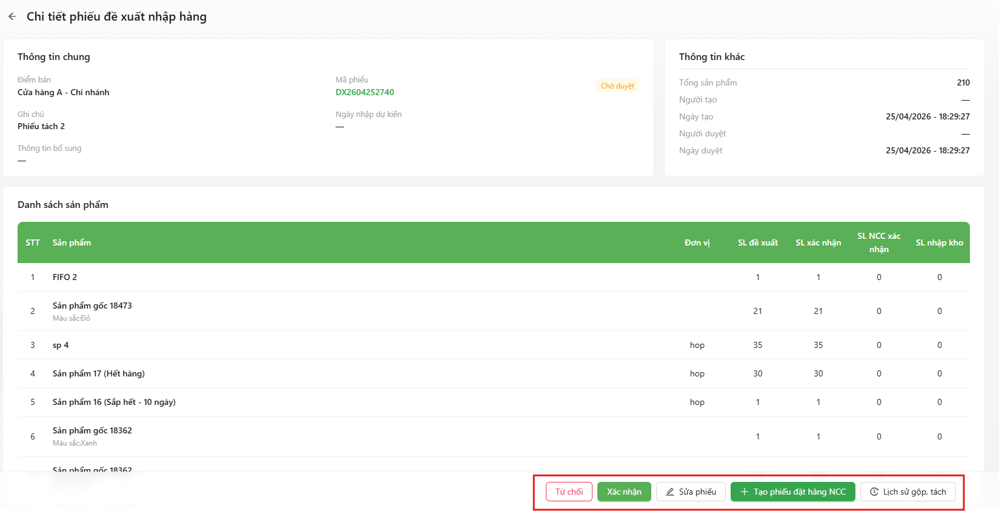 Chi tiết phiếu đề xuất nhập hàng
Thông tin chung
Điểm bán
Cửa hàng A - Chi nhánh
Mã phiếu
DX2604252740
Chờ duyệt
Ghi chú
Phiếu tách 2
Ngày nhập dự kiến
—
Thông tin bổ sung
—
Thông tin khác
Tổng sản phẩm 210
Người tạo —
Ngày tạo 25/04/2026 - 18:29:27
Người duyệt —
Ngày duyệt 25/04/2026 - 18:29:27
Danh sách sản phẩm
STT Sản phẩm Đơn vị SL đề xuất SL xác nhận SL NCC xác nhận SL nhập kho
1 FIFO 2 1 1 0 0
2 Sản phẩm gốc 18473 21 21 0 0
Màu sắc:Đỏ
3 sp 4 hop 35 35 0 0
4 Sản phẩm 17 (Hết hàng) hop 30 30 0 0
5 Sản phẩm 16 (Sắp hết - 10 ngày) hop 1 1 0 0
6 Sản phẩm gốc 18362 1 1 0 0
Màu sắc:Xanh
Sản phẩm gốc 18362
Từ chối Xác nhận Sửa phiếu + Tạo phiếu đặt hàng NCC Lịch sử gộp, tách